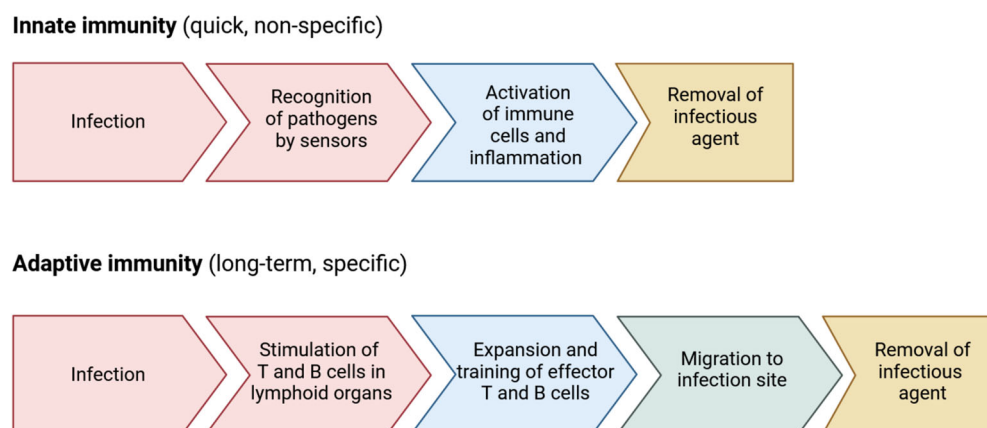 Innate immunity (quick, non-specific)
Infection
Recognition
of pathogens
by sensors
Activation
of immune
cells and
inflammation
Removal of
infectious
agent
Adaptive immunity (long-term, specific)
Infection
Stimulation of
T and B cells in
lymphoid organs
Expansion and
training of effector
T and B cells
Migration to
infection site
Removal of
infectious
agent